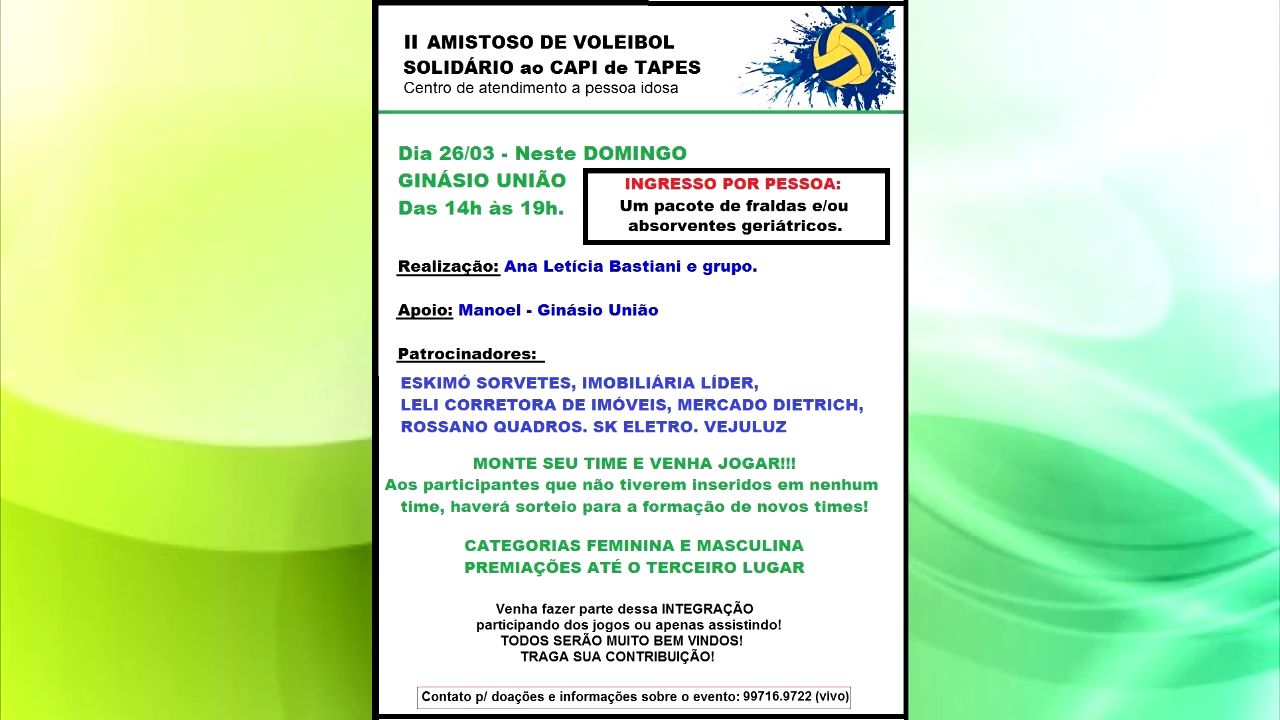 II AMISTOSO DE VOLEIBOL
SOLIDÁRIO ao CAPI de TAPES
Centro de atendimento a pessoa idosa
Dia 26/03 - Neste DOMINGO
GINÁSIO UNIÃO
Das 14h às 19h.
INGRESSO POR PESSOA:
Um pacote de fraldas e/ou
absorventes geriátricos.
Realização: Ana Letícia Bastiani e grupo.
Apoio: Manoel - Ginásio União
Patrocinadores:
ESKIMÓ SORVETES, IMOBILIÁRIA LÍDER,
LELI CORRETORA DE IMÓVEIS, MERCADO DIETRICH,
ROSSANO QUADROS. SK ELETRO. VEJULUZ
MONTE SEU TIME E VENHA JOGAR!!!
Aos participantes que não tiverem inseridos em nenhum
time, haverá sorteio para a formação de novos times!
CATEGORIAS FEMININA E MASCULINA
PREMIAÇÕES ATÉ O TERCEIRO LUGAR
Venha fazer parte dessa INTEGRAÇÃO
participando dos jogos ou apenas assistindo!
TODOS SERÃO MUITO BEM VINDOS!
TRAGA SUA CONTRIBUIÇÃO!
Contato p/ doações e informações sobre o evento: 99716.9722 (vivo)